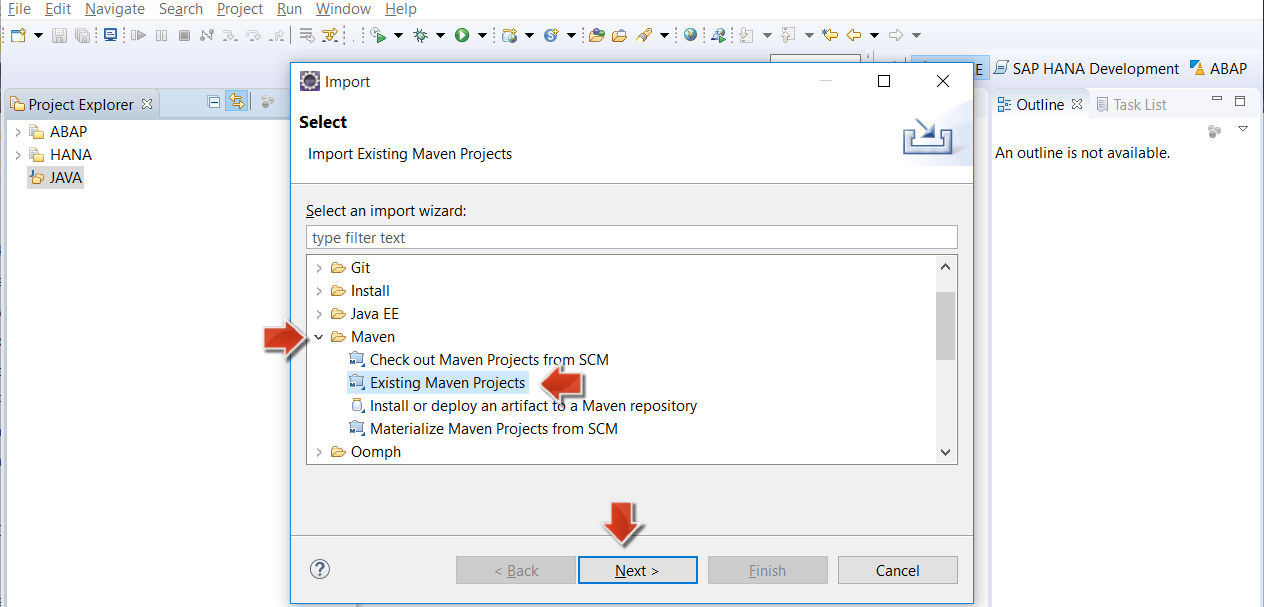 File Edit Navigate Search Project Run Window Help
E SAP HANA Development ABAP
Import
Project Explorer
Outline Task List
Select
ABAP
Import Existing Maven Projects
An outline is not available.
HANA
JAVA
Select an import wizard:
type filter text
Git
Install
Java EE
Maven
Check out Maven Projects from SCM
Existing Maven Projects
Install or deploy an artifact to a Maven repository
Materialize Maven Projects from SCM
Oomph
? < Back Next > Finish Cancel